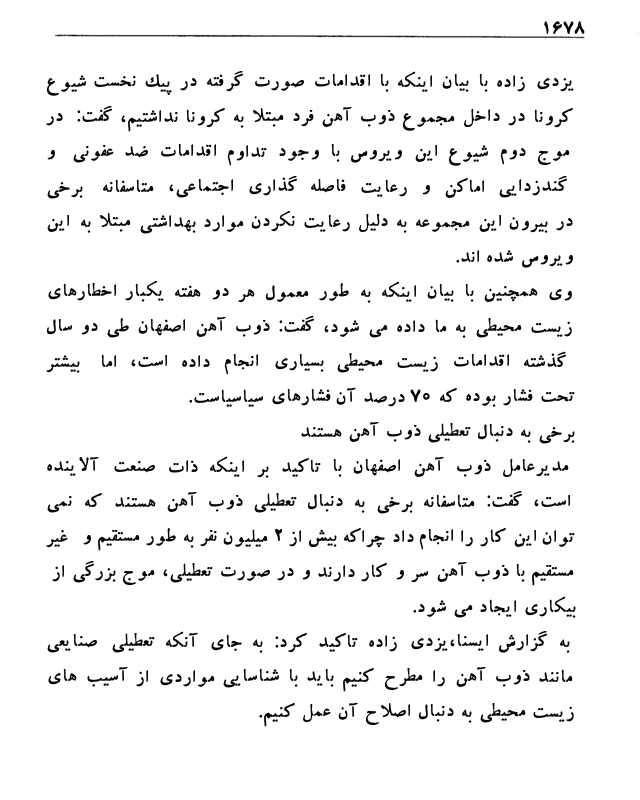 ۱۶۷۸
یزدی زاده با بیان اینکه با اقدامات صورت گرفته در پیك نخست شیوع
کرونا در داخل مجموع ذوب آهن فرد مبتلا به کرونا نداشتیم، گفت: در
موج دوم شیوع این ویروس با وجود تداوم اقدامات ضد عفونی و
گندزدایی اماکن و رعایت فاصله گذاری اجتماعی، متاسفانه برخی
در بیرون این مجموعه به دلیل رعایت نکردن موارد بهداشتی مبتلا به این
ویروس شده اند.
وی همچنین با بیان اینکه به طور معمول هر دو هفته یکبار اخطارهای
زیست محیطی به ما داده می شود، گفت: ذوب آهن اصفهان طی دو سال
گذشته اقدامات زیست محیطی بسیاری انجام داده است، اما بیشتر
تحت فشار بوده که ۷۰ درصد آن فشارهای سیاسیاست.
برخی به دنبال تعطیلی ذوب آهن هستند
مدیرعامل ذوب آهن اصفهان با تاکید بر اینکه ذات صنعت آلاینده
است، گفت: متاسفانه برخی به دنبال تعطیلی ذوب آهن هستند که نمی
توان این کار را انجام داد چراکه بیش از ۲ میلیون نفر به طور مستقیم و غیر
مستقیم با ذوب آهن سر و کار دارند و در صورت تعطیلی، موج بزرگی از
بیکاری ایجاد می شود.
به گزارش ایسنا،یزدی زاده تاکید کرد: به جای آنکه تعطیلی صنایعی
مانند ذوب آهن را مطرح کنیم باید با شناسایی مواردی از آسیب های
زیست محیطی به دنبال اصلاح آن عمل کنیم.